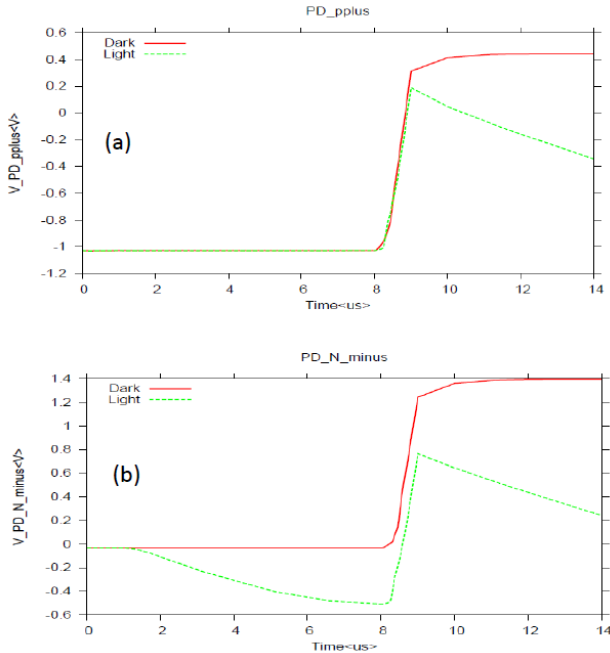 PD_pplus
0.6
Dark
Light
0.4
0.2
0
-0.2
(a)
-0.4
-0.6
-0.8
-1
-1.2
V_PD_pplus<V>
0 2 4 6 8 10 12 14
Time<us>
PD_N_minus
1.4
Dark
Light
1.2
1
0.8
0.6
(b)
0.4
0.2
0
-0.2
-0.4
-0.6
V_PD_N_minus<V>
0 2 4 6 8 10 12 14
Time<us>